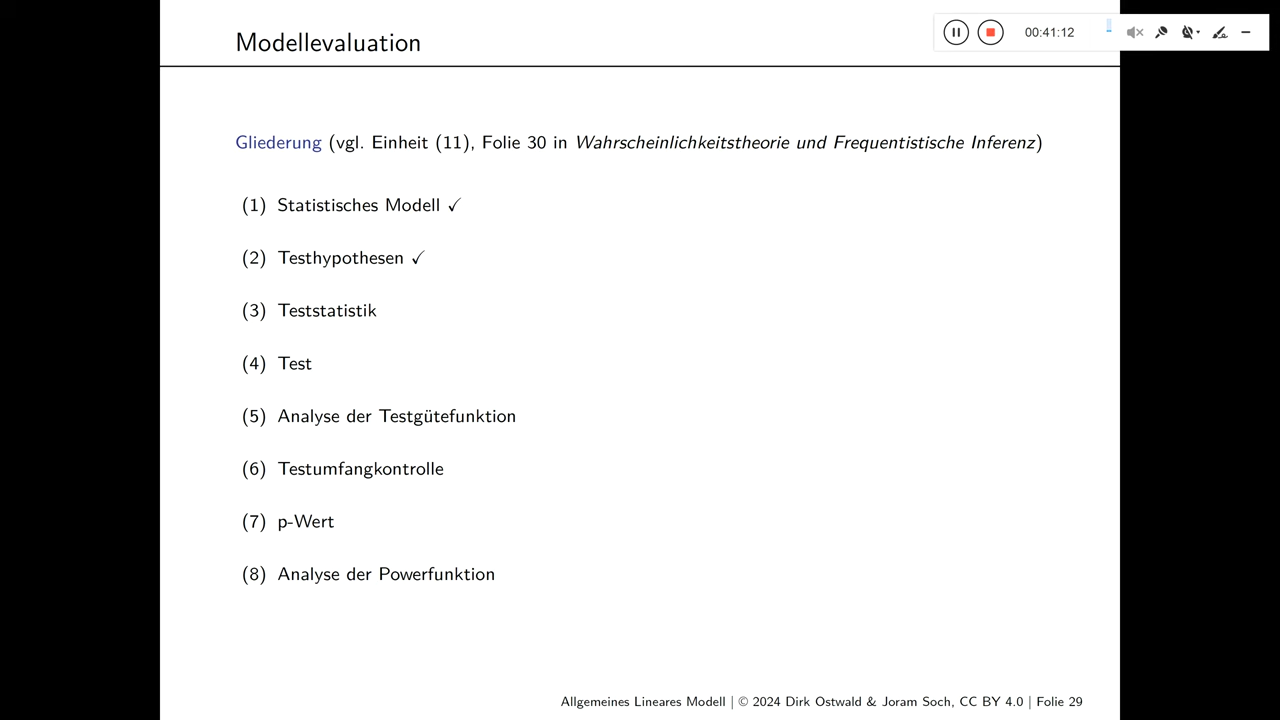 Modellevaluation
00:41:12
Gliederung (vgl. Einheit (11), Folie 30 in Wahrscheinlichkeitstheorie und Frequentistische Inferenz)
(1) Statistisches Modell ✓
(2) Testhypothesen ✓
(3) Teststatistik
(4) Test
(5) Analyse der Testgütefunktion
(6) Testumfangkontrolle
(7) p-Wert
(8) Analyse der Powerfunktion
Allgemeines Lineares Modell | © 2024 Dirk Ostwald & Joram Soch, CC BY 4.0 | Folie 29